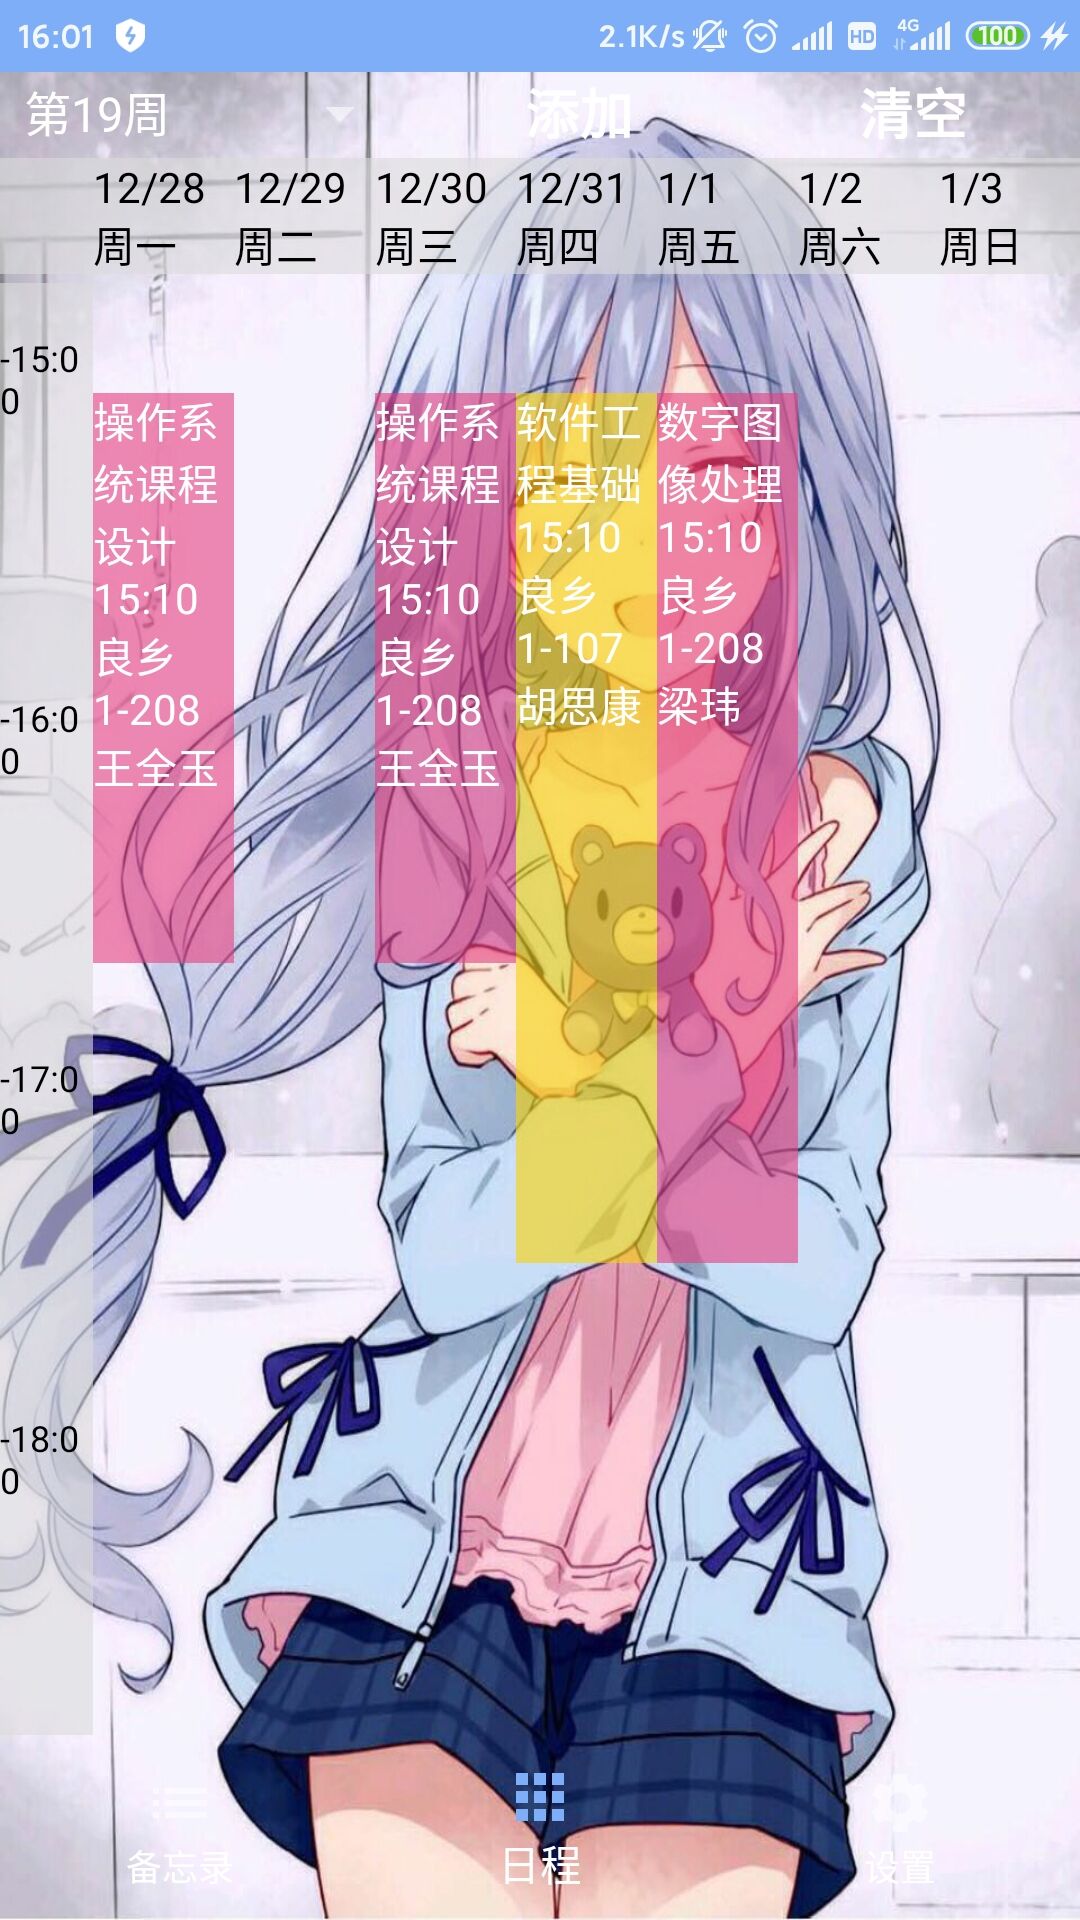 16:01 2.1K/s HD 4G 100
第19周 添加 清空
12/28 12/29 12/30 12/31 1/1 1/2 1/3
周一 周二 周三 周四 周五 周六 周日
-15:0
0
操作系
统课程
设计
15:10
良乡
1-208
王全玉
操作系
统课程
设计
15:10
良乡
1-208
王全玉
软件工
程基础
15:10
良乡
1-107
胡思康
数字图
像处理
15:10
良乡
1-208
梁玮
-16:0
0
-17:0
0
-18:0
0
备忘录 日程 设置